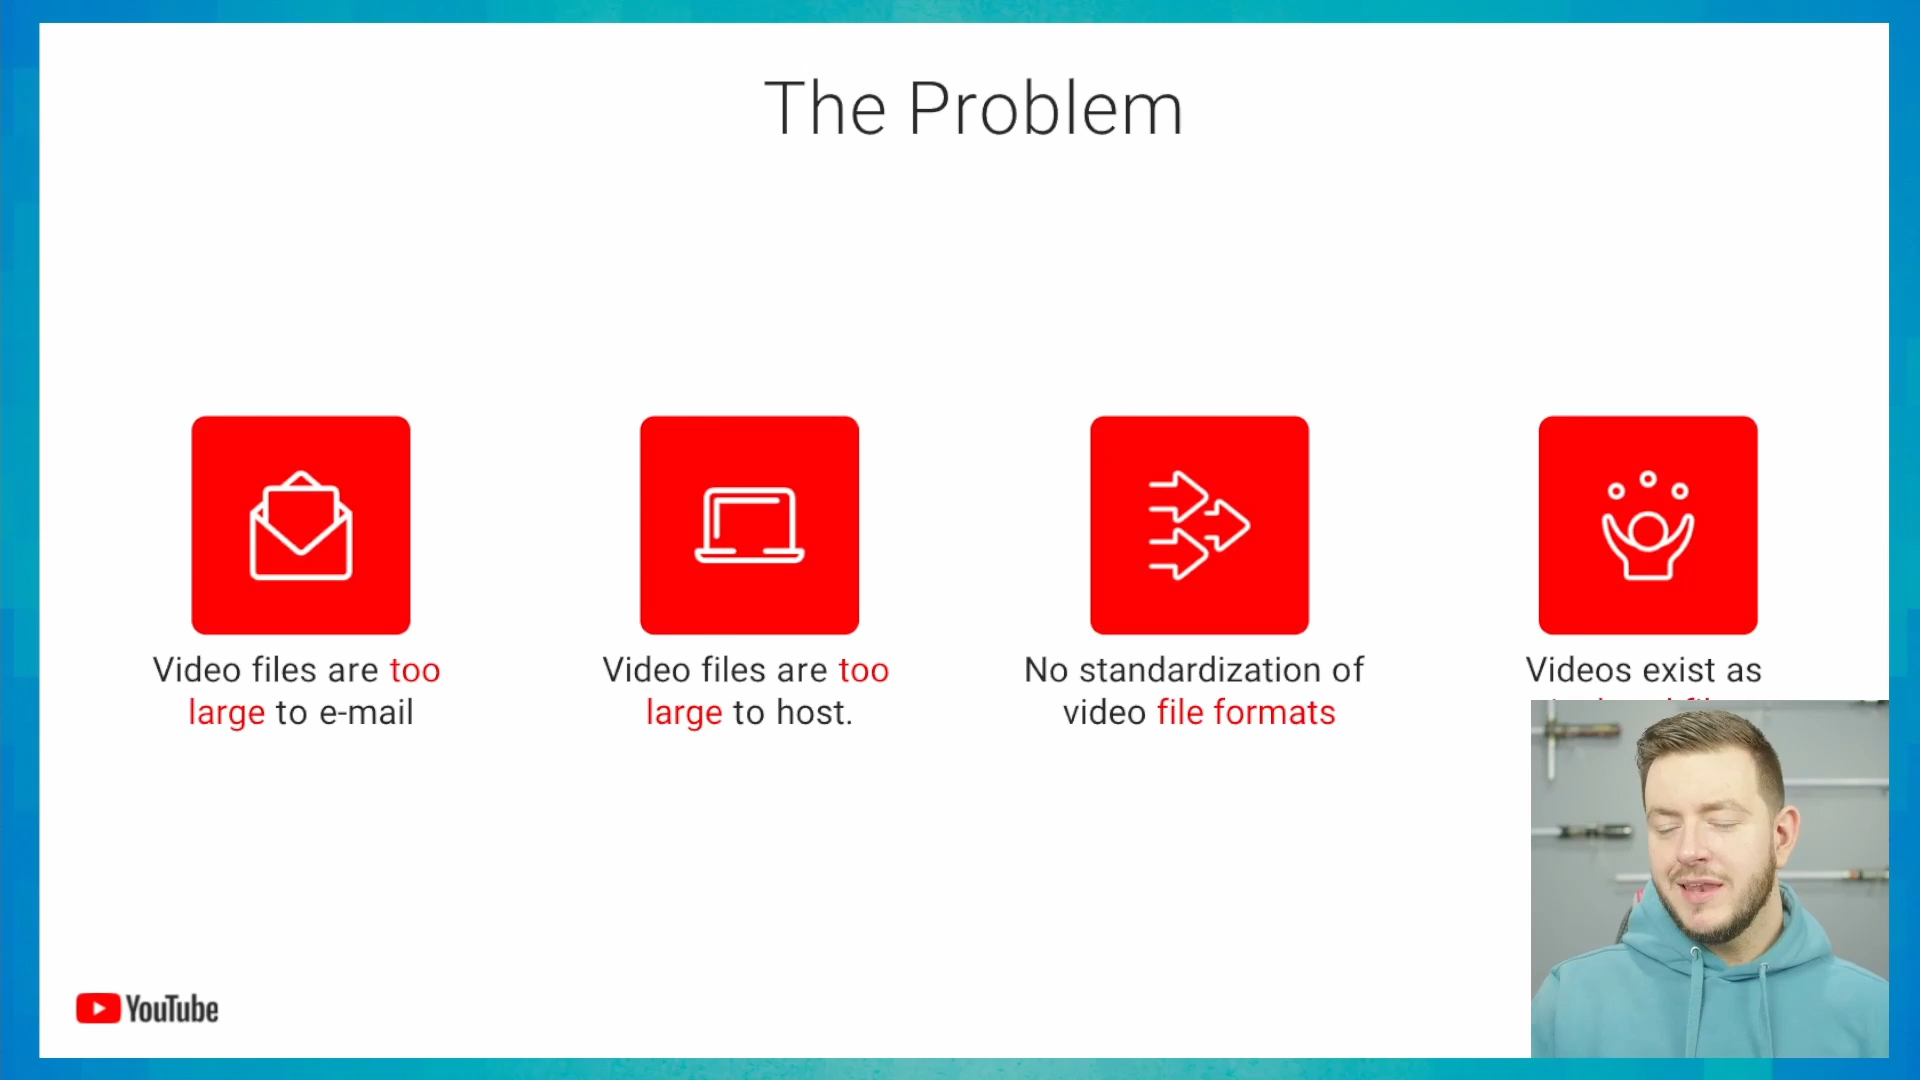 The Problem
Video files are too
large to e-mail
Video files are too
large to host.
No standardization of
video file formats
Videos exist as
YouTube